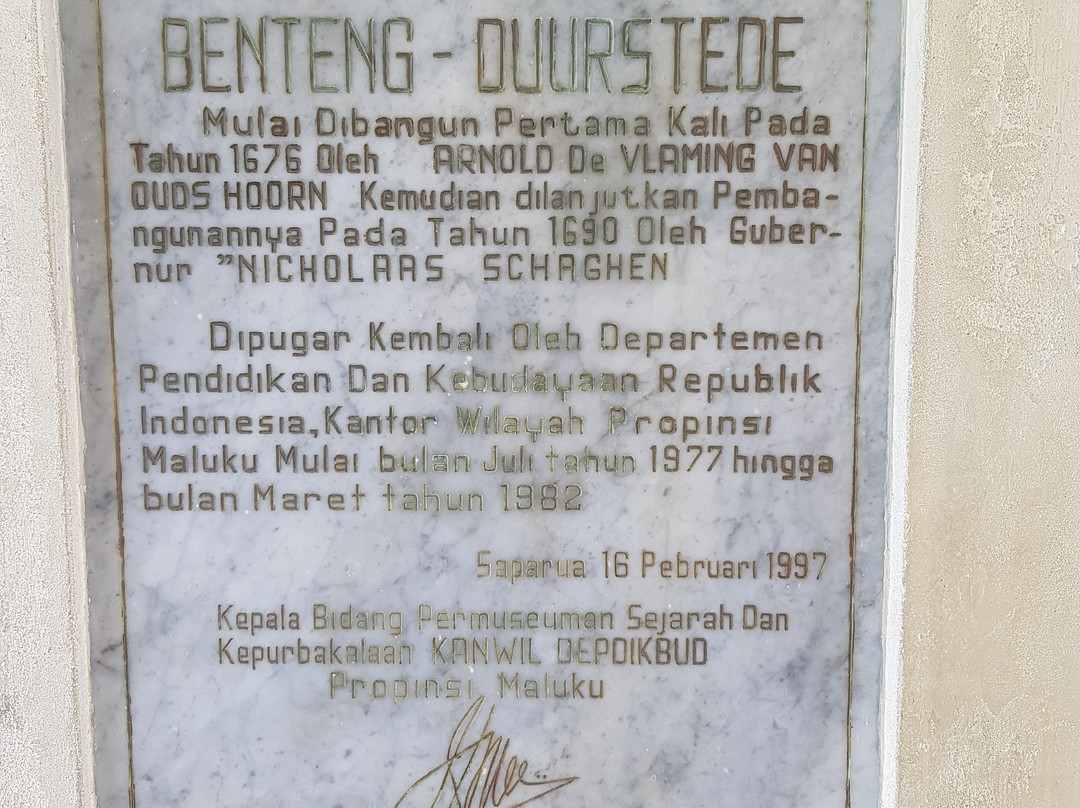 BENTENG - DUURSTEDE
Mulai Dibangun Pertama Kali Pada
Tahun 1676 Oleh ARNOLD De VLAMING VAN
OUDS HOORN Kemudian dilanjutkan Pemba-
ngunannya Pada Tahun 1690 Oleh Guber-
nur "NICHOLAAS SCHAGHEN
Dipugar Kembali Oleh Departemen
Pendidikan Dan Kebudayaan Republik
Indonesia, Kantor Wilayah Propinsi
Maluku Mulai bulan Juli tahun 1977 hingga
bulan Maret tahun 1982
Saparua 16 Pebruari 1997
Kepala Bidang Permuseuman Sejarah Dan
Kepurbakalaan KANWIL DEPDIKBUD
Propinsi Maluku